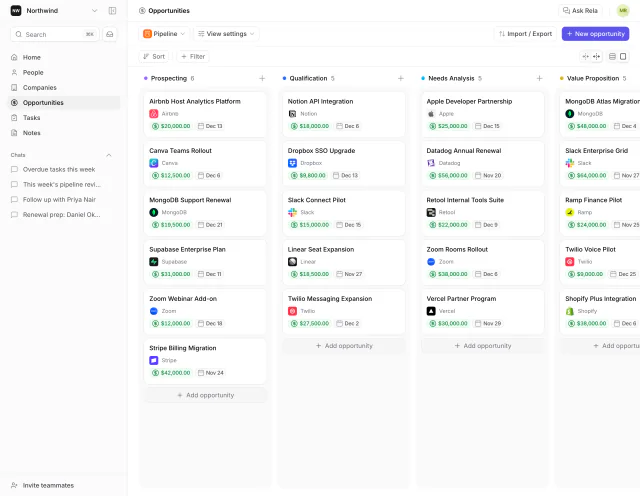 NW Northwind
Search ⌘K
Home
People
Companies
Opportunities
Tasks
Notes
Chats
Overdue tasks this week
This week's pipeline revi...
Follow up with Priya Nair
Renewal prep: Daniel Ok...
Invite teammates
Opportunities
Ask Rela
Pipeline
View settings
Import / Export
+ New opportunity
Sort
+ Filter
Prospecting 6
Airbnb Host Analytics Platform
Airbnb
$20,000.00 Dec 13
Canva Teams Rollout
Canva
$12,500.00 Dec 6
MongoDB Support Renewal
MongoDB
$19,500.00 Dec 21
Supabase Enterprise Plan
Supabase
$31,000.00 Dec 11
Zoom Webinar Add-on
Zoom
$12,000.00 Dec 18
Stripe Billing Migration
Stripe
$42,000.00 Nov 24
+ Add opportunity
Qualification 5
Notion API Integration
Notion
$18,000.00 Dec 6
Dropbox SSO Upgrade
Dropbox
$9,800.00 Dec 13
Slack Connect Pilot
Slack
$15,000.00 Dec 15
Linear Seat Expansion
Linear
$18,500.00 Nov 27
Twilio Messaging Expansion
Twilio
$27,500.00 Dec 2
+ Add opportunity
Needs Analysis 5
Apple Developer Partnership
Apple
$25,000.00 Dec 15
Datadog Annual Renewal
Datadog
$56,000.00 Nov 20
Retool Internal Tools Suite
Retool
$22,000.00 Dec 9
Zoom Rooms Rollout
Zoom
$38,000.00 Dec 6
Vercel Partner Program
Vercel
$30,000.00 Nov 29
+ Add opportunity
Value Proposition 5
MongoDB Atlas Migration
MongoDB
$48,000.00 Dec 4
Slack Enterprise Grid
Slack
$64,000.00 Nov 27
Ramp Finance Pilot
Ramp
$24,000.00 Nov 25
Twilio Voice Pilot
Twilio
$9,000.00 Dec 25
Shopify Plus Integration
Shopify
$38,000.00 Dec 6
+ Add opportu